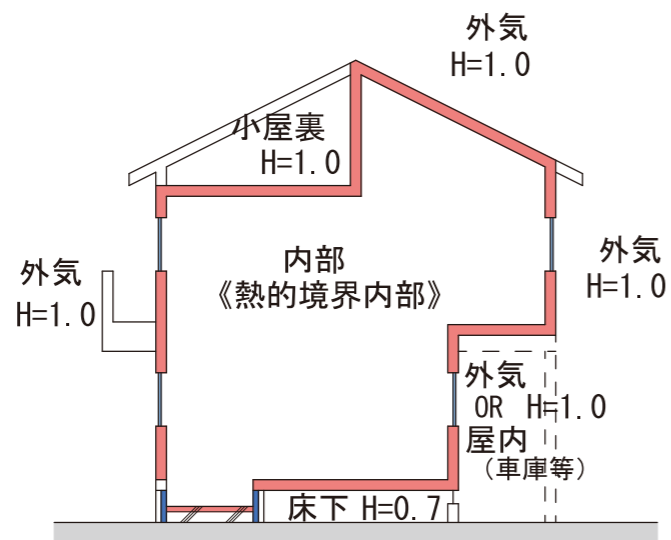 外気
H=1.0
小屋裏
H=1.0
内部
《熱的境界内部》
外気
H=1.0
外気
H=1.0
外気
OR H=1.0
屋内
（車庫等）
床下 H=0.7